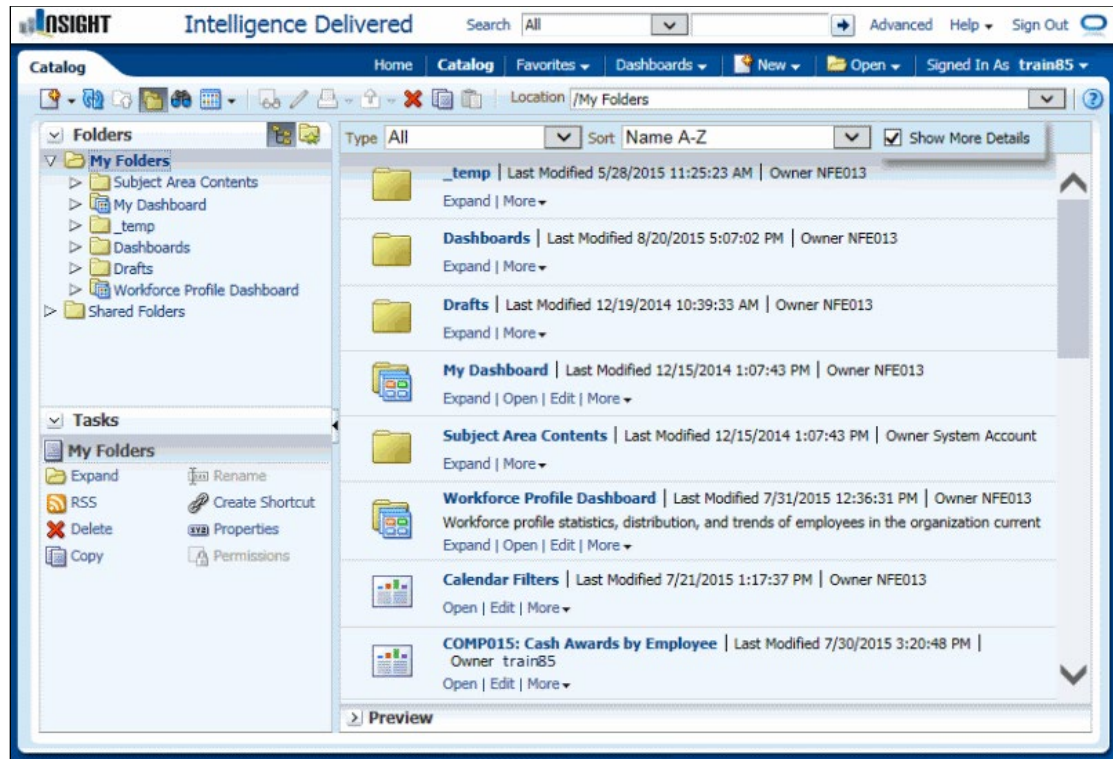 INSIGHT Intelligence Delivered Search All Advanced Help Sign Out
Catalog Home Catalog Favorites Dashboards New Open Signed In As train85
Location /My Folders
Folders
My Folders
Subject Area Contents
My Dashboard
_temp
Dashboards
Drafts
Workforce Profile Dashboard
Shared Folders
Tasks
My Folders
Expand Rename
RSS Create Shortcut
Delete Properties
Copy Permissions
Type All Sort Name A-Z Show More Details
_temp | Last Modified 5/28/2015 11:25:23 AM | Owner NFE013
Expand | More
Dashboards | Last Modified 8/20/2015 5:07:02 PM | Owner NFE013
Expand | More
Drafts | Last Modified 12/19/2014 10:39:33 AM | Owner NFE013
Expand | More
My Dashboard | Last Modified 12/15/2014 1:07:43 PM | Owner NFE013
Expand | Open | Edit | More
Subject Area Contents | Last Modified 12/15/2014 1:07:43 PM | Owner System Account
Expand | More
Workforce Profile Dashboard | Last Modified 7/31/2015 12:36:31 PM | Owner NFE013
Workforce profile statistics, distribution, and trends of employees in the organization current
Expand | Open | Edit | More
Calendar Filters | Last Modified 7/21/2015 1:17:37 PM | Owner NFE013
Open | Edit | More
COMP015: Cash Awards by Employee | Last Modified 7/30/2015 3:20:48 PM |
Owner train85
Open | Edit | More
Preview